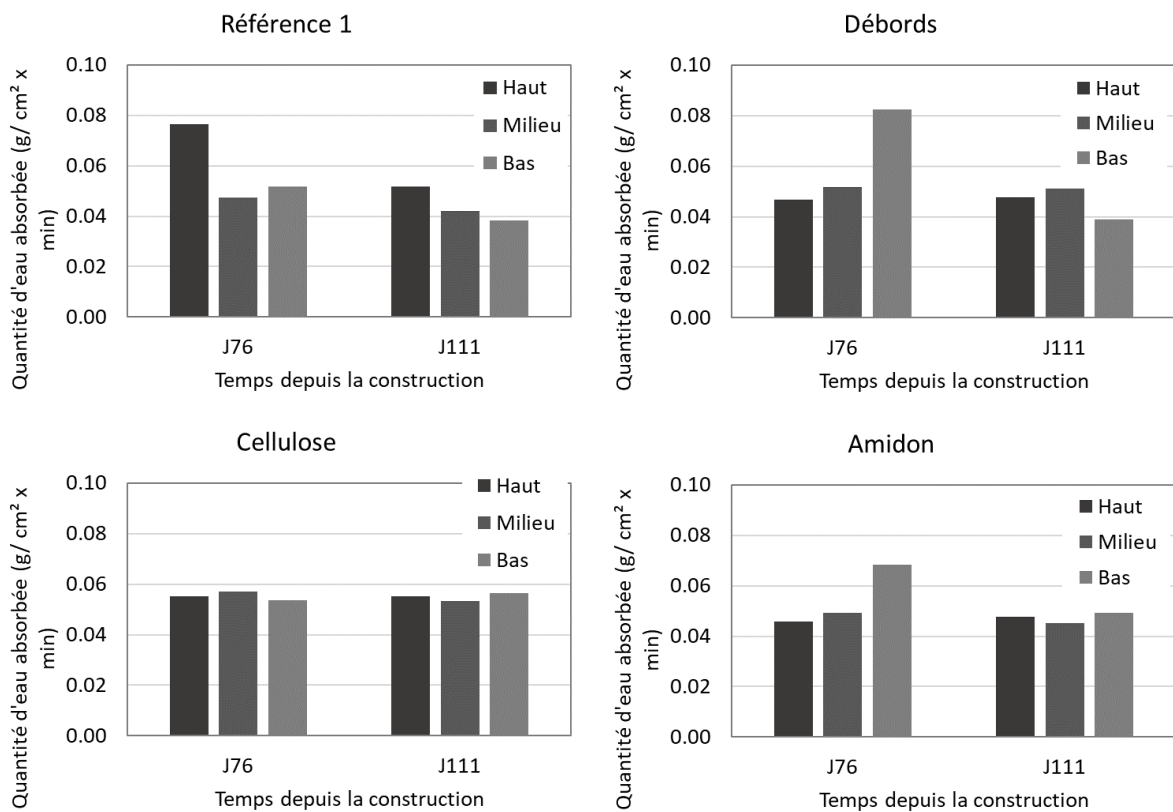 Référence 1
Quantité d'eau absorbée (g/ cm² x
min)
0.10
0.08
0.06
0.04
0.02
0.00
Haut
Milieu
Bas
J76
J111
Temps depuis la construction
Débords
Quantité d'eau absorbée (g/ cm² x
min)
0.10
0.08
0.06
0.04
0.02
0.00
Haut
Milieu
Bas
J76
J111
Temps depuis la construction
Cellulose
Quantité d'eau absorbée (g/ cm² x
min)
0.10
0.08
0.06
0.04
0.02
0.00
Haut
Milieu
Bas
J76
J111
Temps depuis la construction
Amidon
Quantité d'eau absorbée (g/ cm² x
min)
0.10
0.08
0.06
0.04
0.02
0.00
Haut
Milieu
Bas
J76
J111
Temps depuis la construction